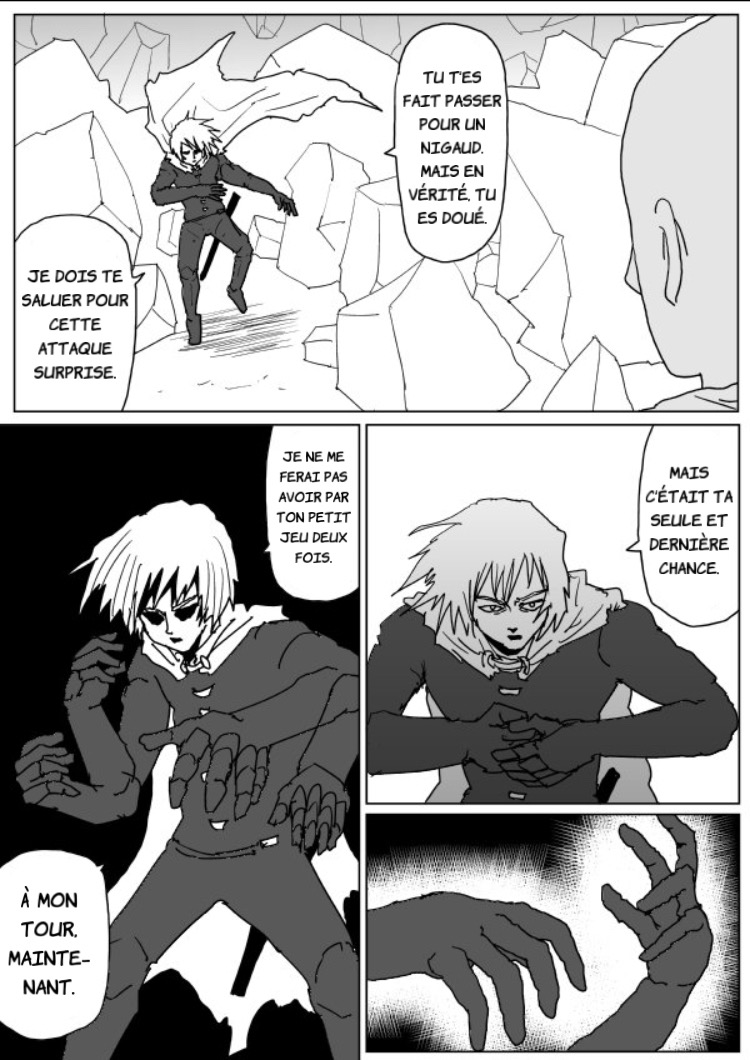 TU T'ES
FAIT PASSER
POUR UN
NIGAUD.
MAIS EN
VÉRITÉ, TU
ES DOUÉ.
JE DOIS TE
SALUER POUR
CETTE
ATTAQUE
SURPRISE.
MAIS
C'ÉTAIT TA
SEULE ET
DERNIÈRE
CHANCE.
JE NE ME
FERAI PAS
AVOIR PAR
TON PETIT
JEU DEUX
FOIS.
À MON
TOUR,
MAINTE-
NANT.